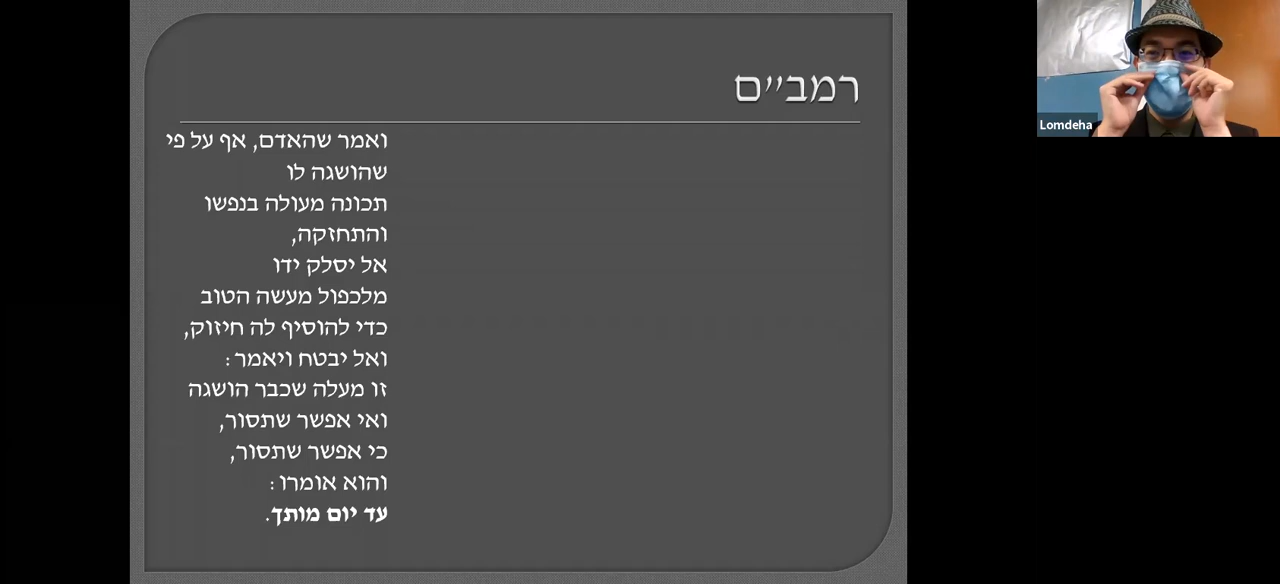 רמב״ם
ואמר שהאדם, אף על פי
שהושגה לו
תכונה מעולה בנפשו
והתחזקה,
אל יסלק ידו
מלכפול מעשה הטוב
כדי להוסיף לה חיזוק,
ואל יבטח ויאמר:
זו מעלה שכבר הושגה
ואי אפשר שתסור,
כי אפשר שתסור,
והוא אומרו:
עד יום מותך.
Lomdeha